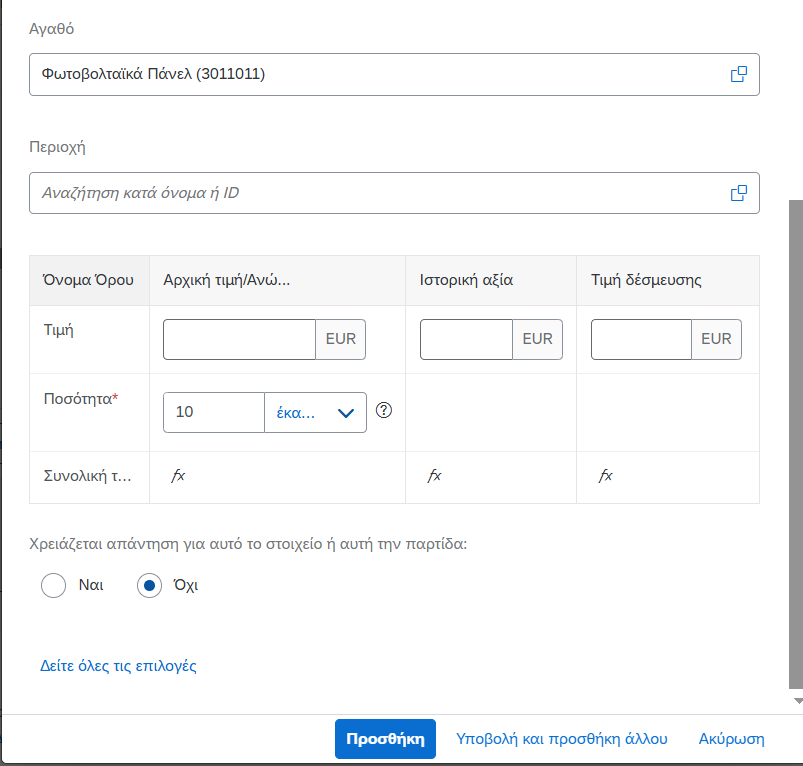 Αγαθό
Φωτοβολταϊκά Πάνελ (3011011)
Περιοχή
Αναζήτηση κατά όνομα ή ID
Όνομα Όρου Αρχική τιμή/Ανώ... Ιστορική αξία Τιμή δέσμευσης
Τιμή EUR EUR EUR
Ποσότητα* 10 έκα... ?
Συνολική τ... fx fx fx
Χρειάζεται απάντηση για αυτό το στοιχείο ή αυτή την παρτίδα:
Ναι Όχι
Δείτε όλες τις επιλογές
Προσθήκη Υποβολή και προσθήκη άλλου Ακύρωση